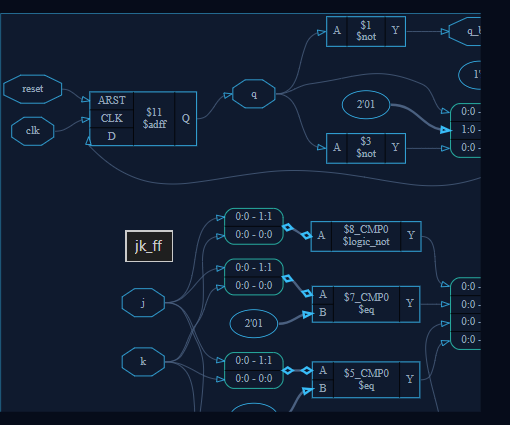 $1
A $not Y
q_b
reset
ARST
$11
CLK $adff Q
D
clk
q
2'01
1'
0:0 -
1:0 -
0:0 -
$3
A $not Y
jk_ff
0:0 - 1:1
0:0 - 0:0
$8_CMP0
A $logic_not Y
0:0 - 1:1
0:0 - 0:0
j
2'01
A $7_CMP0 Y
B $eq
0:0 -
0:0 -
0:0 -
0:0 -
k
0:0 - 1:1
0:0 - 0:0
A $5_CMP0 Y
B $eq